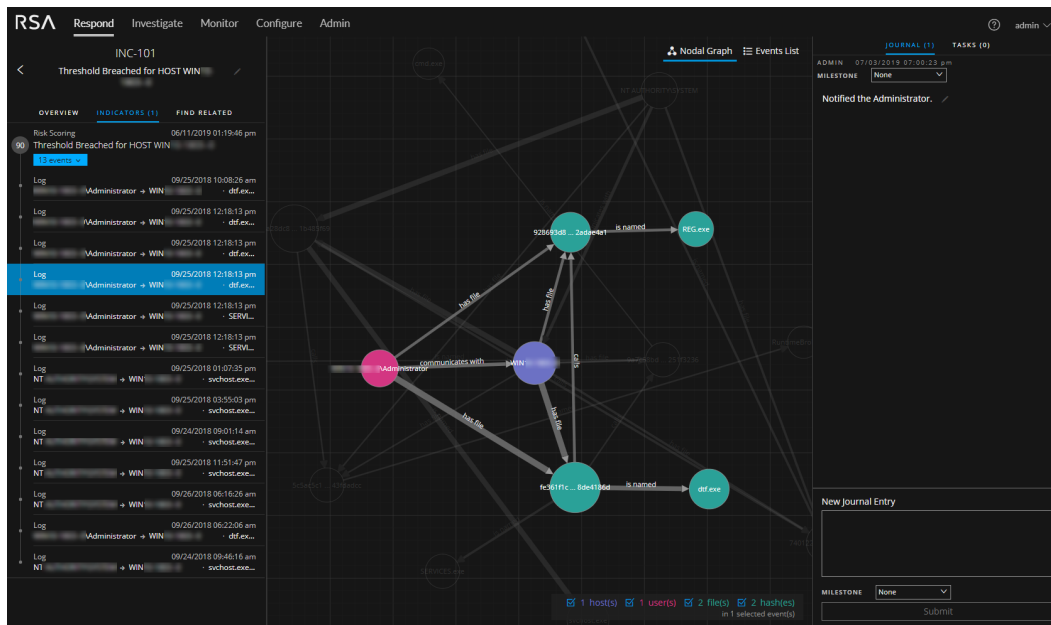 RSA Respond Investigate Monitor Configure Admin
admin
INC-101
Threshold Breached for HOST WIN
OVERVIEW INDICATORS (1) FIND RELATED
Risk Scoring 06/11/2019 01:19:46 pm
90 Threshold Breached for HOST WIN
13 events
Log 09/25/2018 10:08:26 am
\Administrator → WIN · dtf.ex...
Log 09/25/2018 12:18:13 pm
\Administrator → WIN · dtf.ex...
Log 09/25/2018 12:18:13 pm
\Administrator → WIN · dtf.ex...
Log 09/25/2018 12:18:13 pm
\Administrator → WIN · dtf.ex...
Log 09/25/2018 12:18:13 pm
\Administrator → WIN · SERVI...
Log 09/25/2018 12:18:13 pm
\Administrator → WIN · SERVI...
Log 09/25/2018 01:07:35 pm
NT → WIN · svchost.exe...
Log 09/25/2018 03:55:03 pm
NT → WIN · svchost.exe...
Log 09/24/2018 09:01:14 am
NT → WIN · svchost.exe...
Log 09/25/2018 11:51:47 pm
NT → WIN · svchost.exe...
Log 09/26/2018 06:16:26 am
NT → WIN · svchost.exe...
Log 09/26/2018 06:22:06 am
\Administrator → WIN · dtf.ex...
Log 09/24/2018 09:46:16 am
NT → WIN · svchost.exe...
Nodal Graph Events List
cmd.exe
NT AUTHORITY\SYSTEM
928693d8 ... 2adae4a1 is named REG.exe
has file
has file
calls
\Administrator communicates with WIN
has file
has file
fe361f1c ... 8de4186d is named dtf.exe
SERVICES.exe
1 host(s) 1 user(s) 2 file(s) 2 hash(es)
in 1 selected event(s)
JOURNAL (1) TASKS (0)
ADMIN 07/03/2019 07:00:23 pm
MILESTONE None
Notified the Administrator.
New Journal Entry
MILESTONE None
Submit